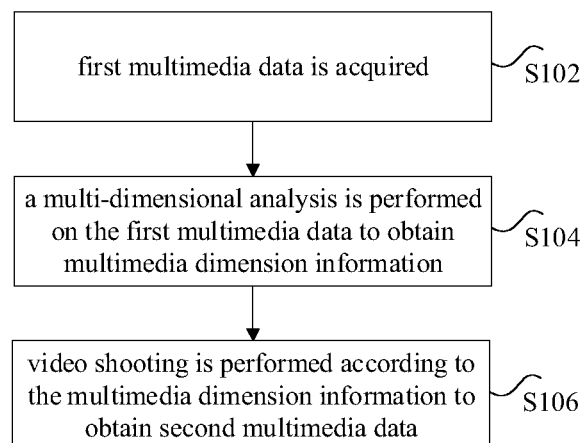 first multimedia data is acquired
S102
a multi-dimensional analysis is performed
on the first multimedia data to obtain
multimedia dimension information
S104
video shooting is performed according to
the multimedia dimension information to
obtain second multimedia data
S106